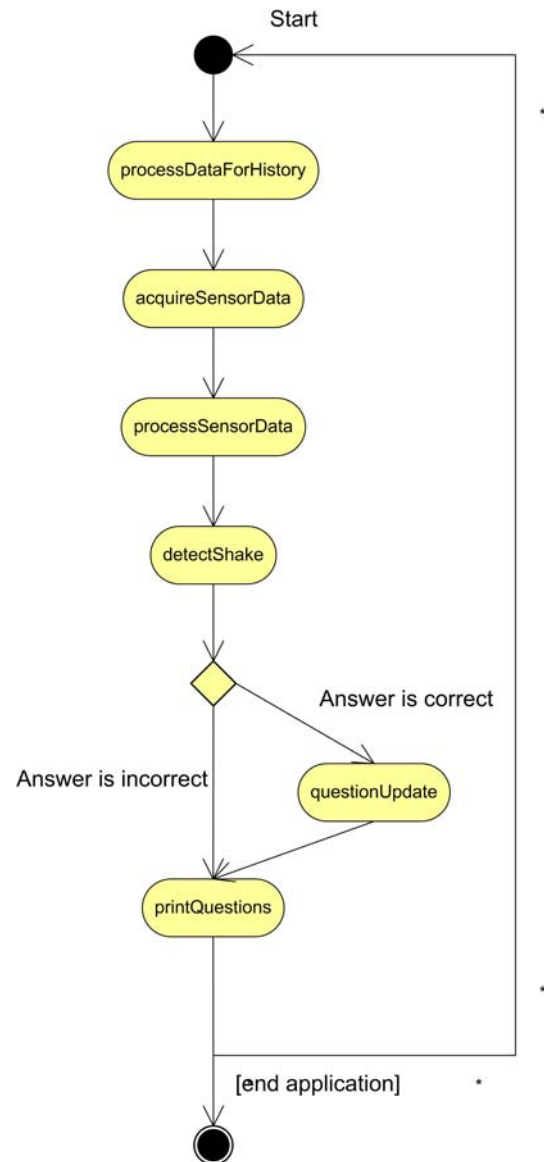 Start
*
processDataForHistory
acquireSensorData
processSensorData
detectShake
Answer is correct
Answer is incorrect
questionUpdate
printQuestions
*
[end application]
*